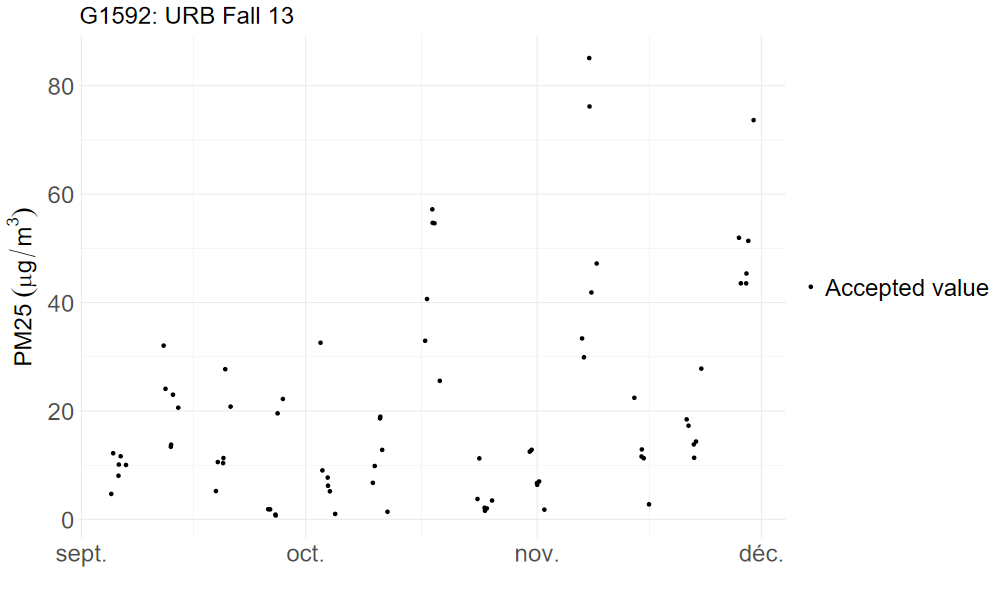 G1592: URB Fall 13
80
60
40
20
0
PM25 (μg/m³)
sept.
oct.
nov.
déc.
Accepted value